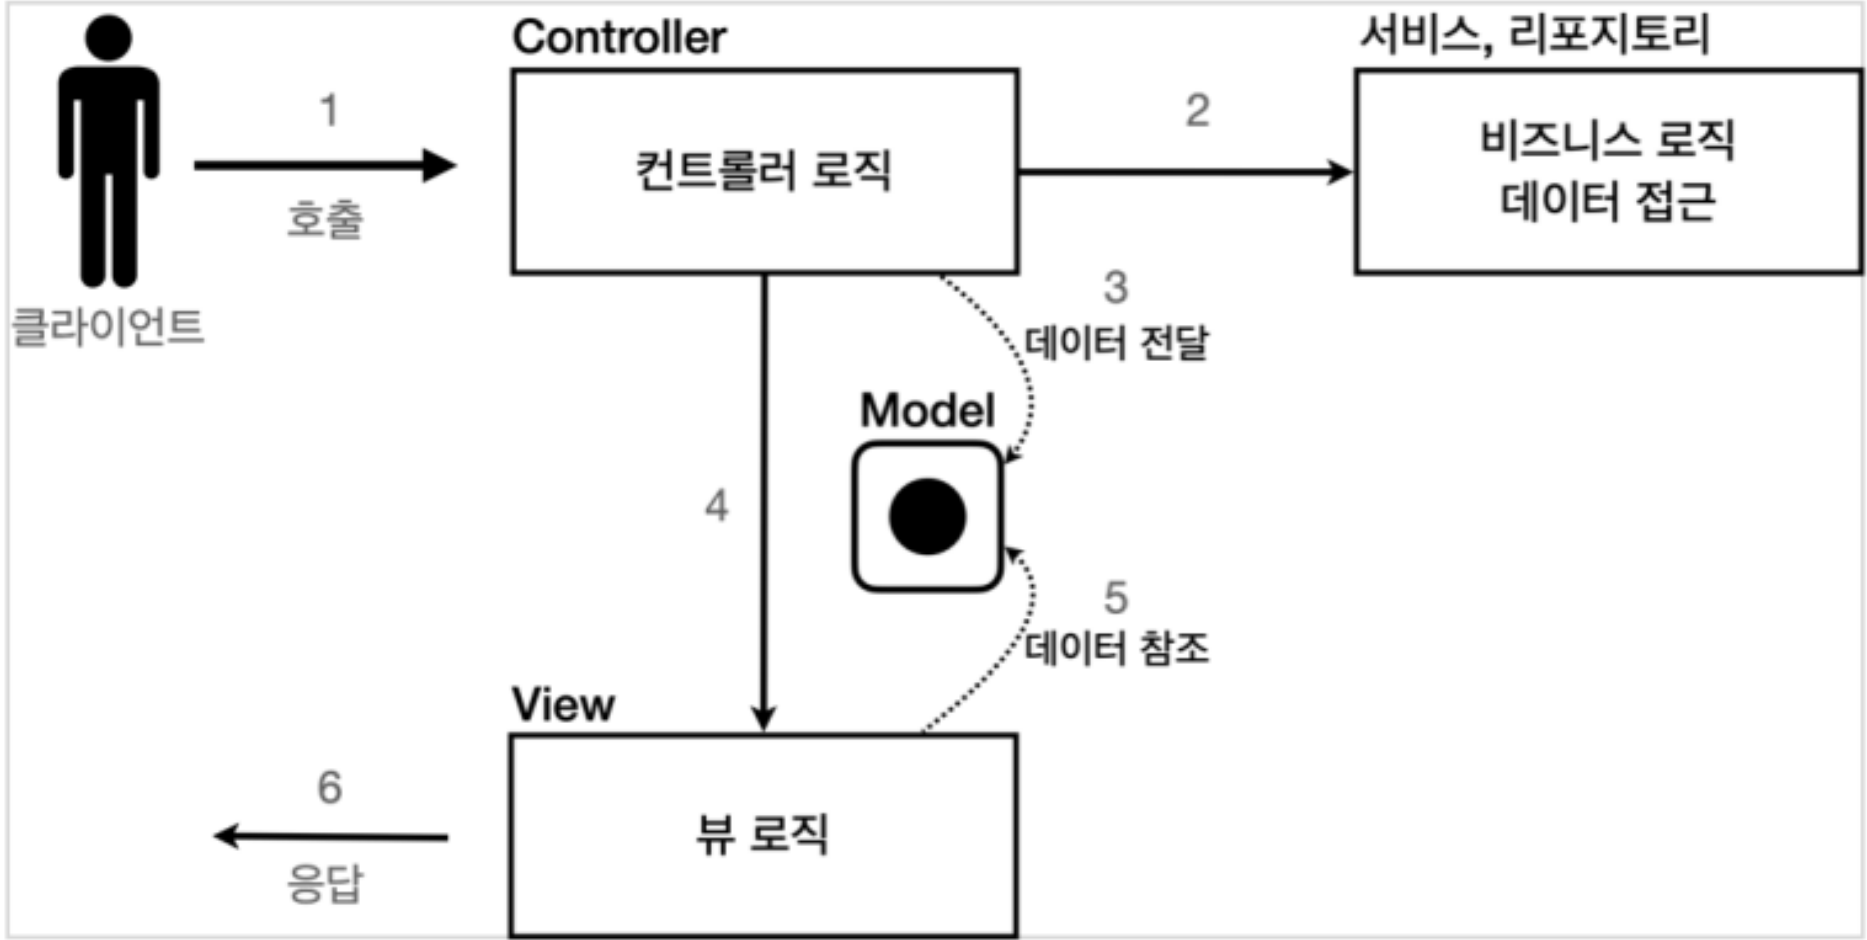 Controller
서비스, 리포지토리
1
호출
클라이언트
컨트롤러 로직
2
비즈니스 로직
데이터 접근
3
데이터 전달
Model
4
5
데이터 참조
View
뷰 로직
6
응답